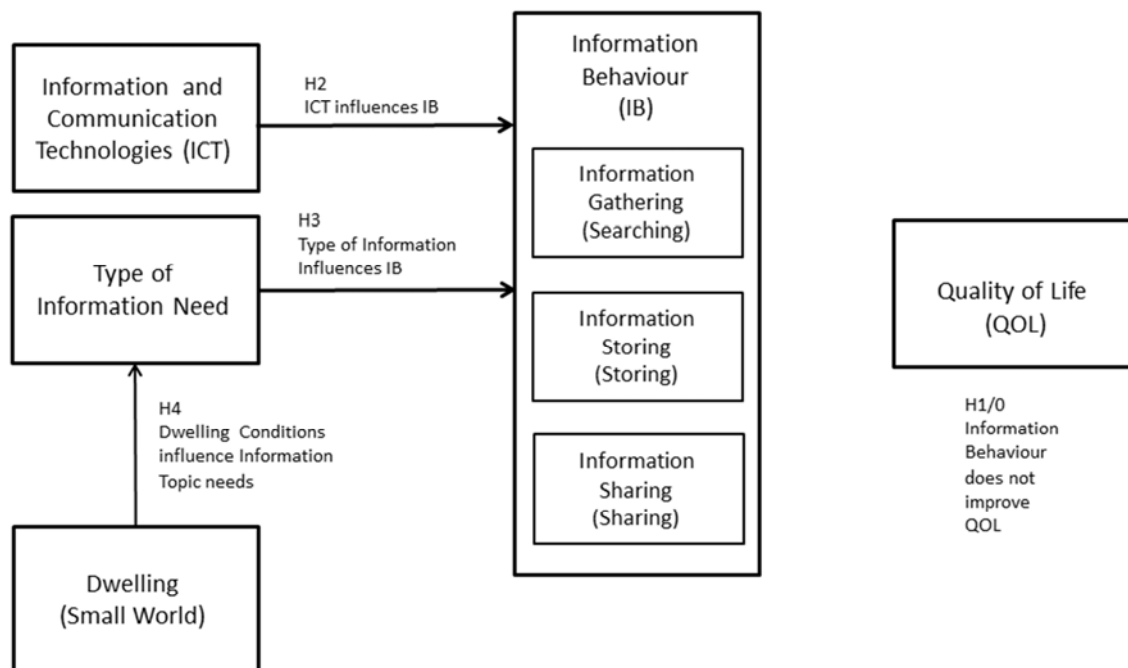 Information and
Communication
Technologies (ICT)
H2
ICT influences IB
Information
Behaviour
(IB)
Information
Gathering
(Searching)
Type of
Information Need
H3
Type of Information
Influences IB
Information
Storing
(Storing)
Quality of Life
(QOL)
H4
Dwelling Conditions
influence Information
Topic needs
Information
Sharing
(Sharing)
H1/0
Information
Behaviour
does not
improve
QOL
Dwelling
(Small World)